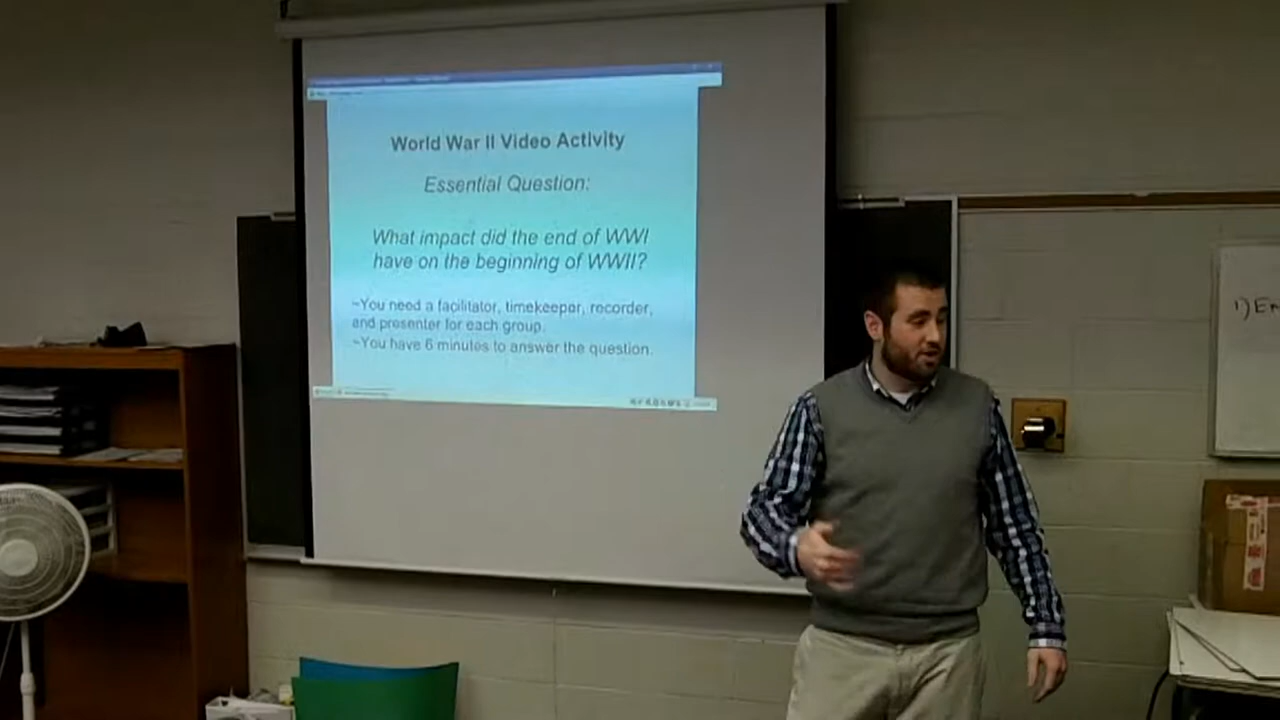 World War II Video Activity
Essential Question:
What impact did the end of WWI
have on the beginning of WWII?
~You need a facilitator, timekeeper, recorder,
and presenter for each group.
~You have 6 minutes to answer the question.
1)